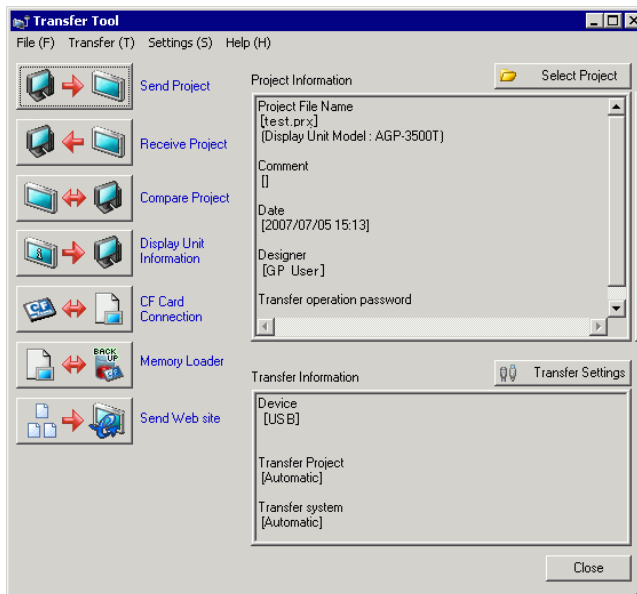 Transfer Tool
File (F) Transfer (T) Settings (S) Help (H)
Send Project
Receive Project
Compare Project
Display Unit
Information
CF Card
Connection
Memory Loader
Send Web site
CF
BACK
UP
Project Information
Select Project
Project File Name
[test.prx]
(Display Unit Model : AGP-3500T)
Comment
[]
Date
[2007/07/05 15:13]
Designer
[GP User]
Transfer operation password
Transfer Information
Transfer Settings
Device
[USB]
Transfer Project
[Automatic]
Transfer system
[Automatic]
Close